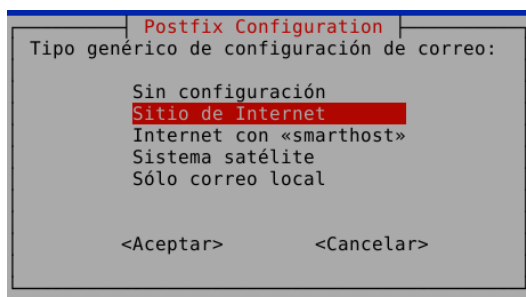 Postfix Configuration
Tipo genérico de configuración de correo:
Sin configuración
Sitio de Internet
Internet con «smarthost»
Sistema satélite
Sólo correo local
<Aceptar> <Cancelar>